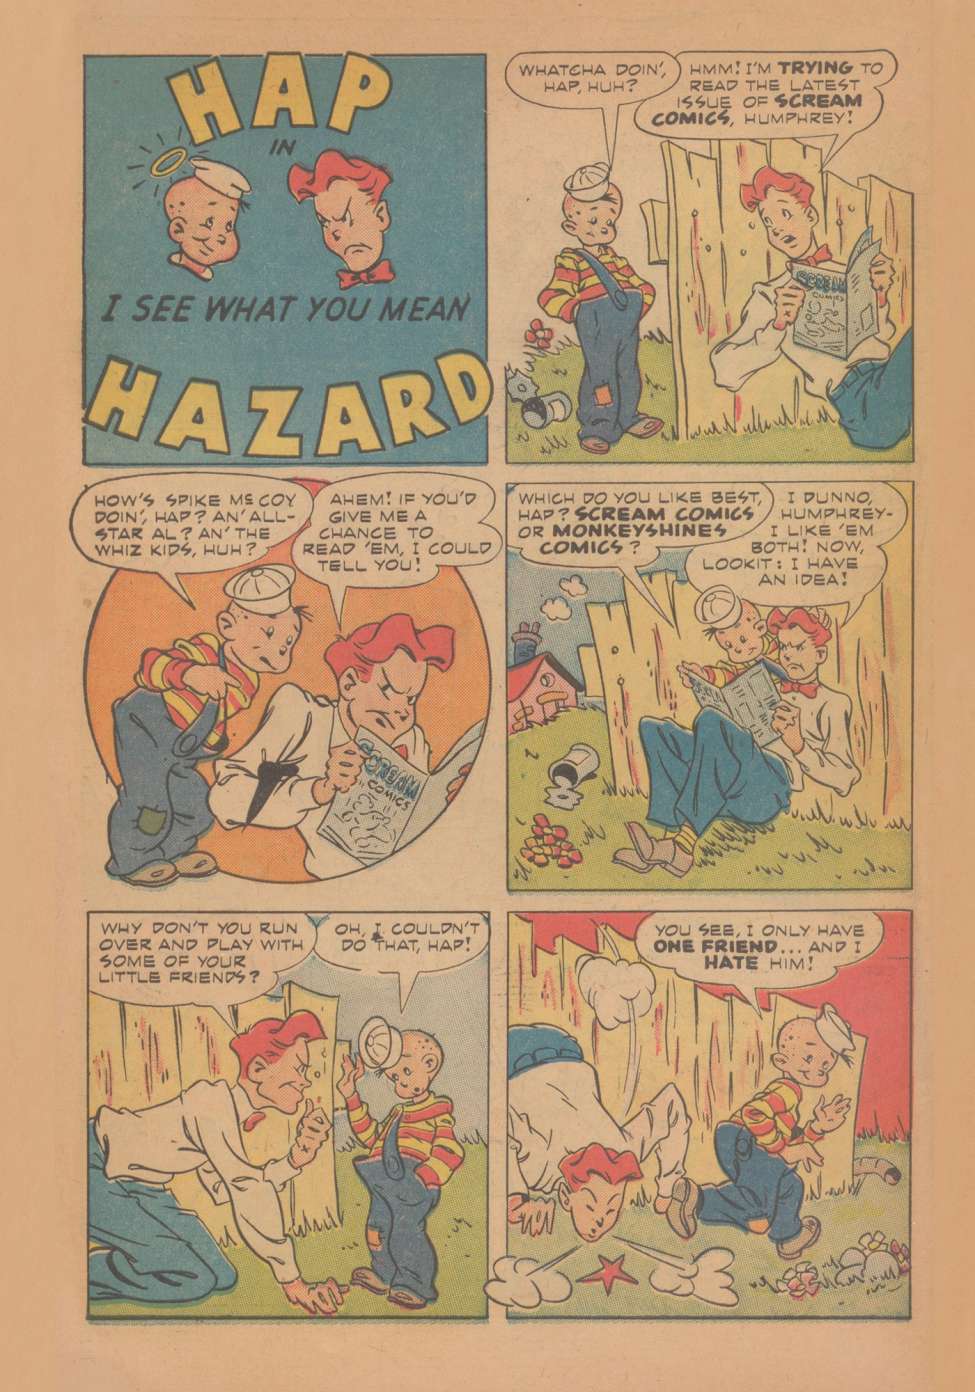 HAP
IN
I SEE WHAT YOU MEAN
HAZARD
WHATCHA DOIN',
HAP, HUH?
HMM! I'M TRYING TO
READ THE LATEST
ISSUE OF SCREAM
COMICS, HUMPHREY!
SCREAM
COMICS
HOW'S SPIKE McCOY
DOIN', HAP? AN' ALL-
STAR AL? AN' THE
WHIZ KIDS, HUH?
AHEM! IF YOU'D
GIVE ME A
CHANCE TO
READ 'EM, I COULD
TELL YOU!
SCREAM
COMICS
WHICH DO YOU LIKE BEST,
HAP? SCREAM COMICS
OR MONKEYSHINES
COMICS?
I DUNNO,
HUMPHREY-
I LIKE 'EM
BOTH! NOW,
LOOKIT: I HAVE
AN IDEA!
SCREAM
WHY DON'T YOU RUN
OVER AND PLAY WITH
SOME OF YOUR
LITTLE FRIENDS?
OH, I COULDN'T
DO THAT, HAP!
YOU SEE, I ONLY HAVE
ONE FRIEND... AND I
HATE HIM!